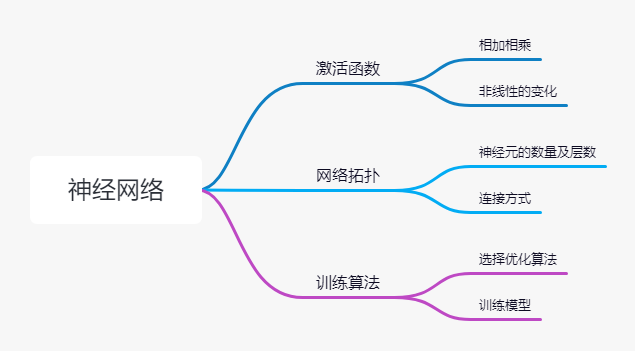 神经网络
激活函数
相加相乘
非线性的变化
网络拓扑
神经元的数量及层数
连接方式
训练算法
选择优化算法
训练模型